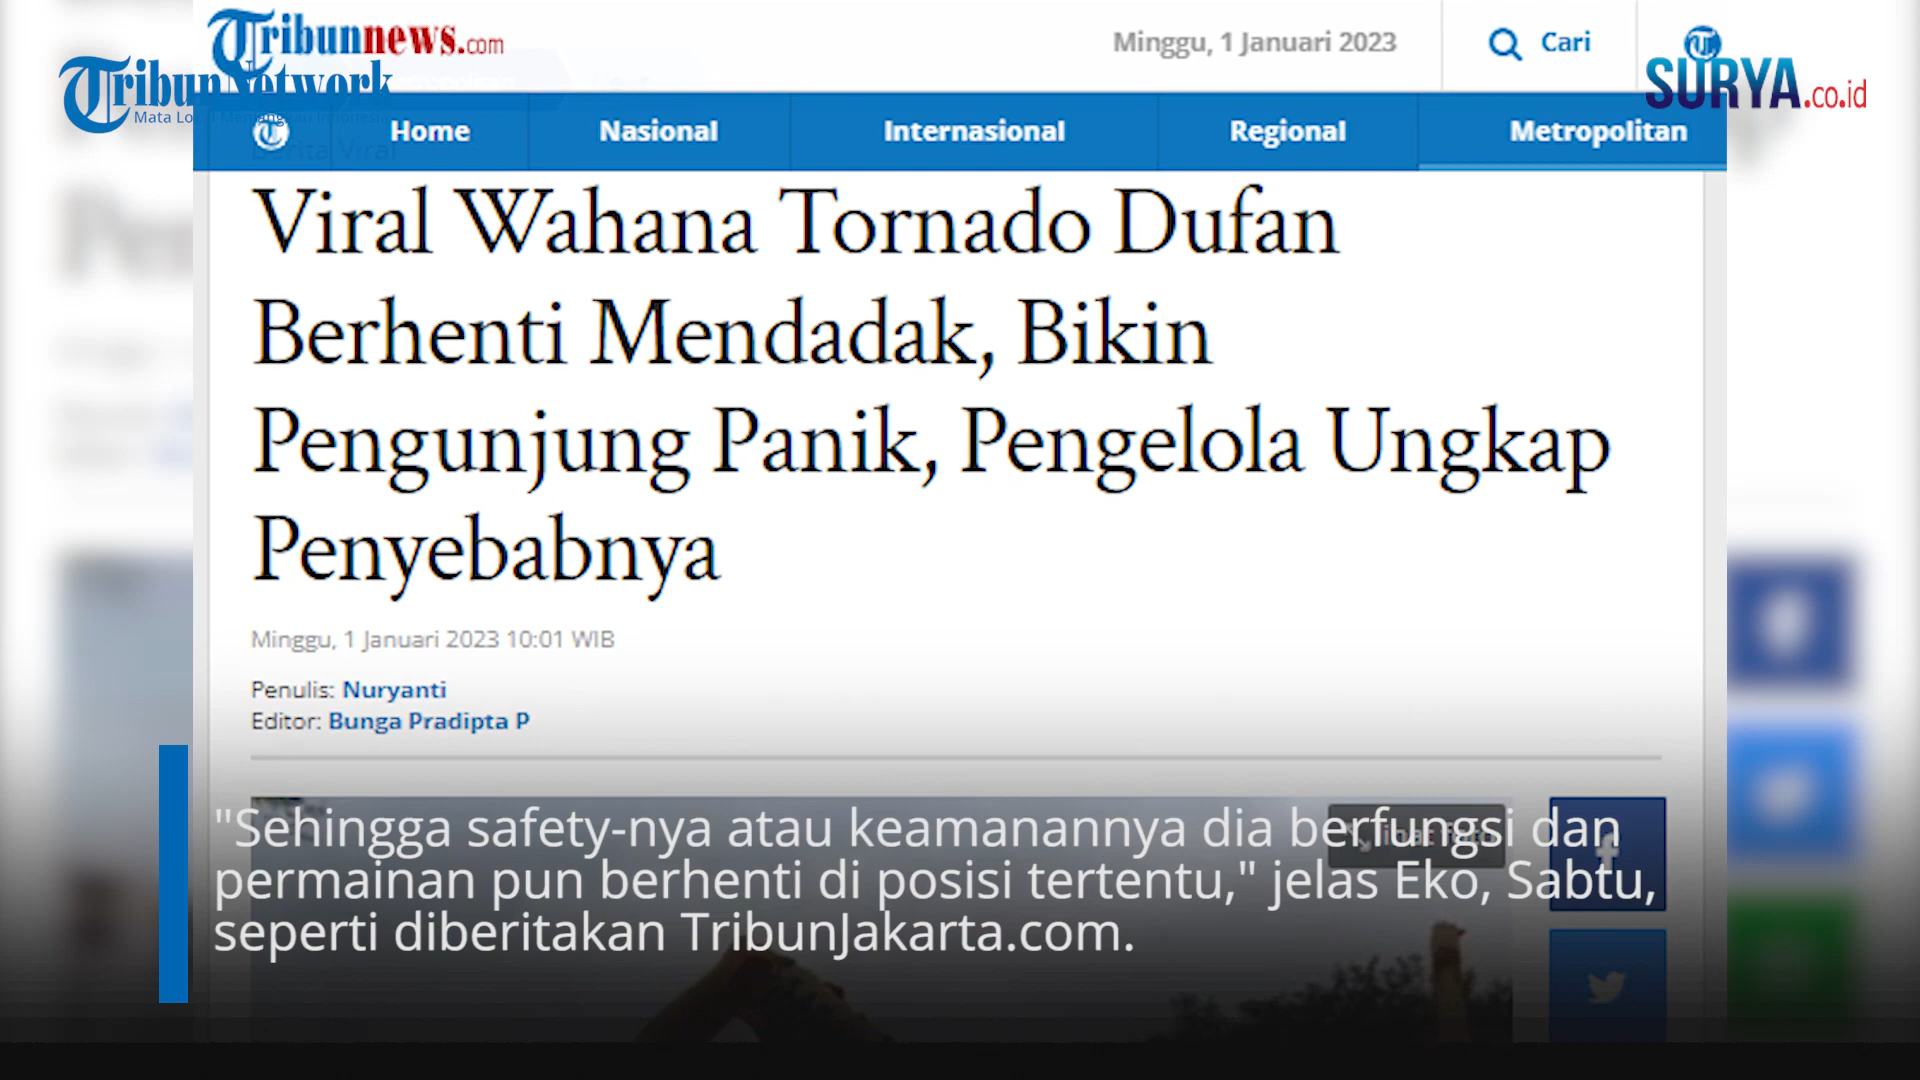 Tribunnews.com
Minggu, 1 Januari 2023
Cari
TribunNetwork
SURYA.co.id
Home
Nasional
Internasional
Regional
Metropolitan
Berita Viral
Viral Wahana Tornado Dufan
Berhenti Mendadak, Bikin
Pengunjung Panik, Pengelola Ungkap
Penyebabnya
Minggu, 1 Januari 2023 10:01 WIB
Penulis: Nuryanti
Editor: Bunga Pradipta P
"Sehingga safety-nya atau keamanannya dia berfungsi dan
permainan pun berhenti di posisi tertentu," jelas Eko, Sabtu,
seperti diberitakan TribunJakarta.com.